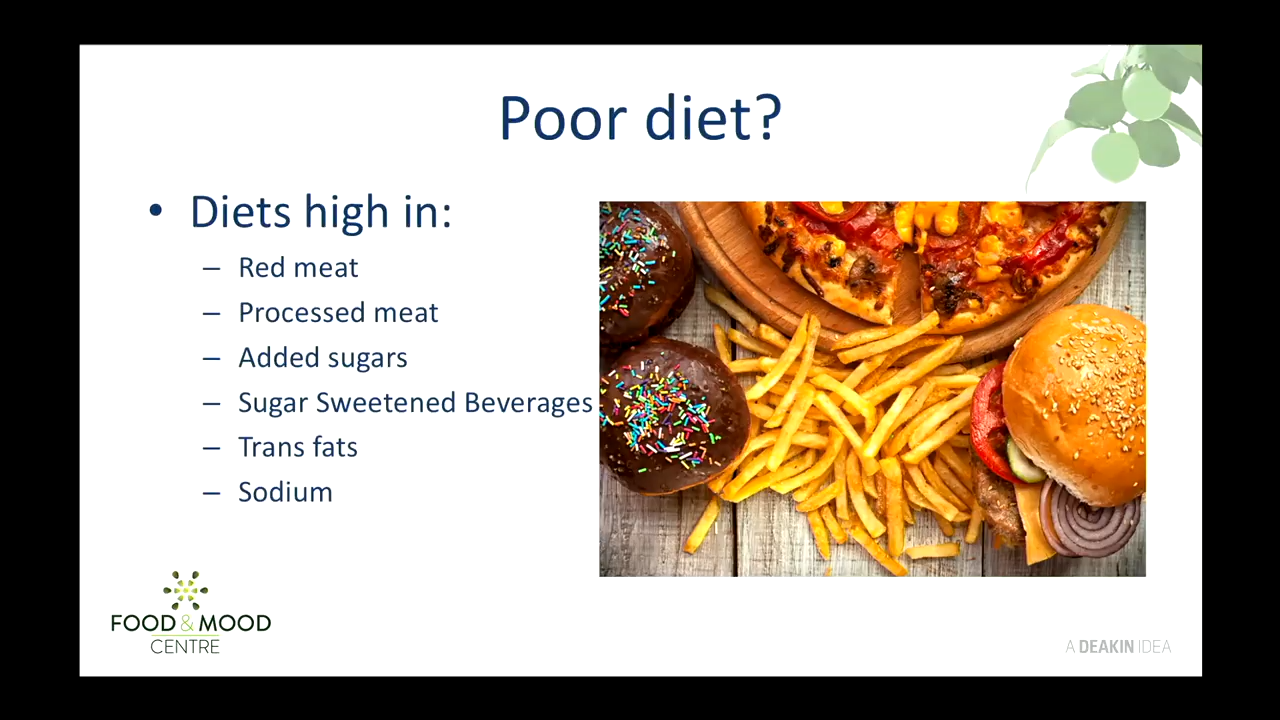 Poor diet?
• Diets high in:
– Red meat
– Processed meat
– Added sugars
– Sugar Sweetened Beverages
– Trans fats
– Sodium
FOOD & MOOD
CENTRE
A DEAKIN IDEA